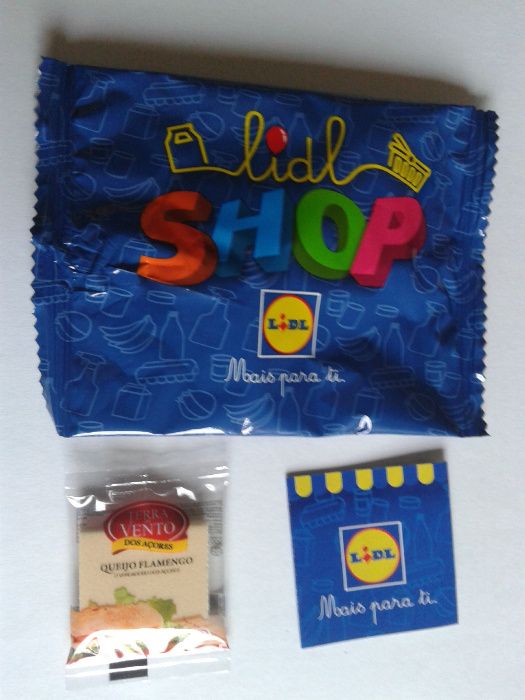 lidl
SHOP
LiDL
Mais para ti.
TERRA
VENTO
DOS AÇORES
QUEIJO FLAMENGO
LiDL
Mais para ti.